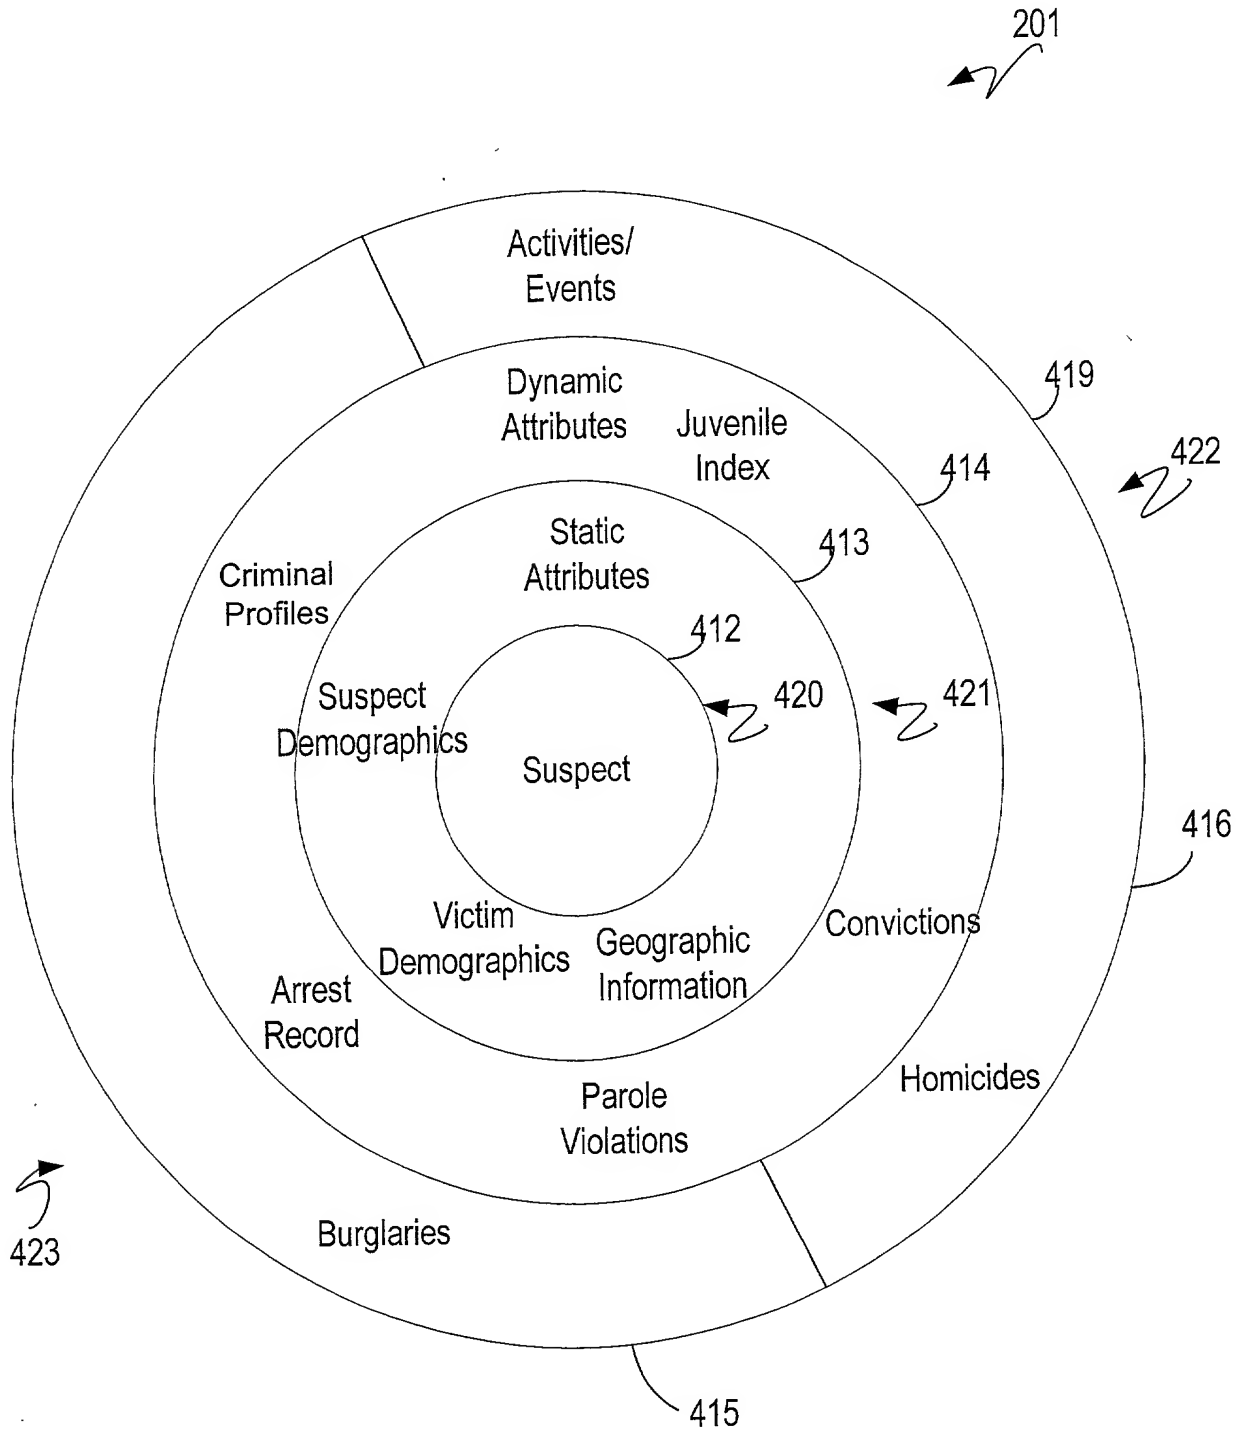 201
Activities/
Events
419
Dynamic
Attributes
Juvenile
Index
422
414
Static
Attributes
413
Criminal
Profiles
412
420
421
Suspect
Demographics
Suspect
416
Victim
Demographics
Geographic
Information
Convictions
Arrest
Record
Homicides
Parole
Violations
Burglaries
423
415